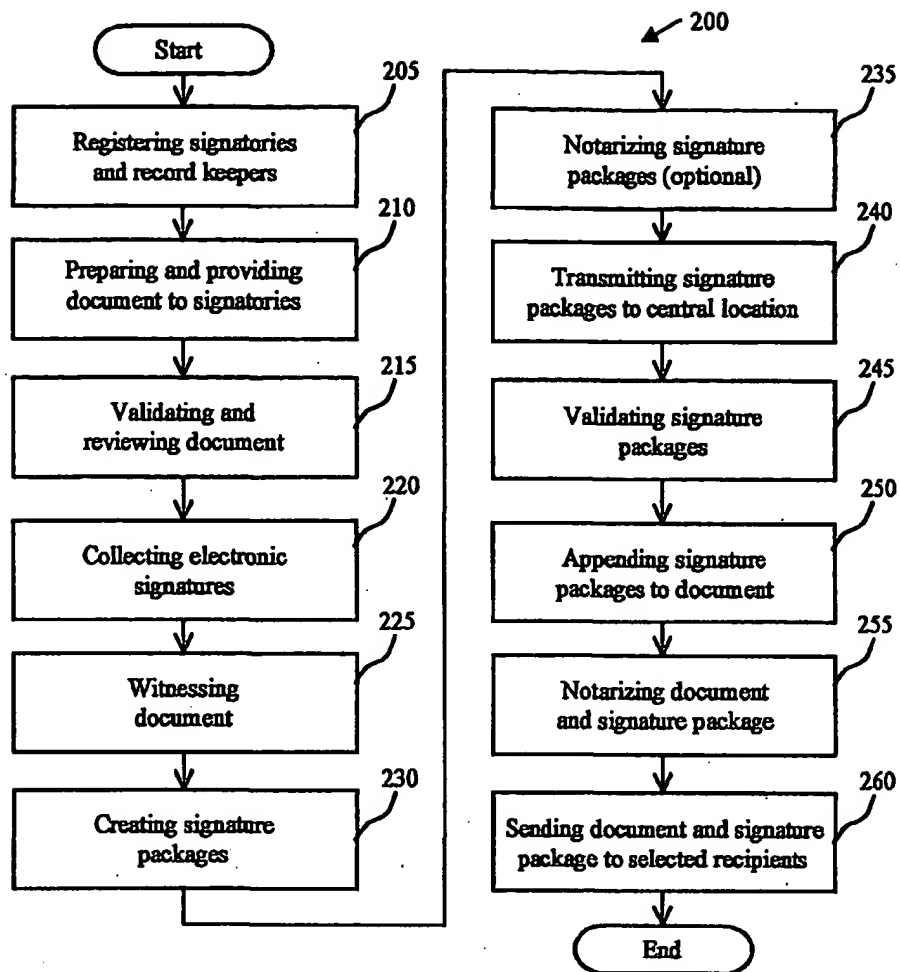 200
Start
205
Registering signatories
and record keepers
210
Preparing and providing
document to signatories
215
Validating and
reviewing document
220
Collecting electronic
signatures
225
Witnessing
document
230
Creating signature
packages
235
Notarizing signature
packages (optional)
240
Transmitting signature
packages to central location
245
Validating signature
packages
250
Appending signature
packages to document
255
Notarizing document
and signature package
260
Sending document and signature
package to selected recipients
End